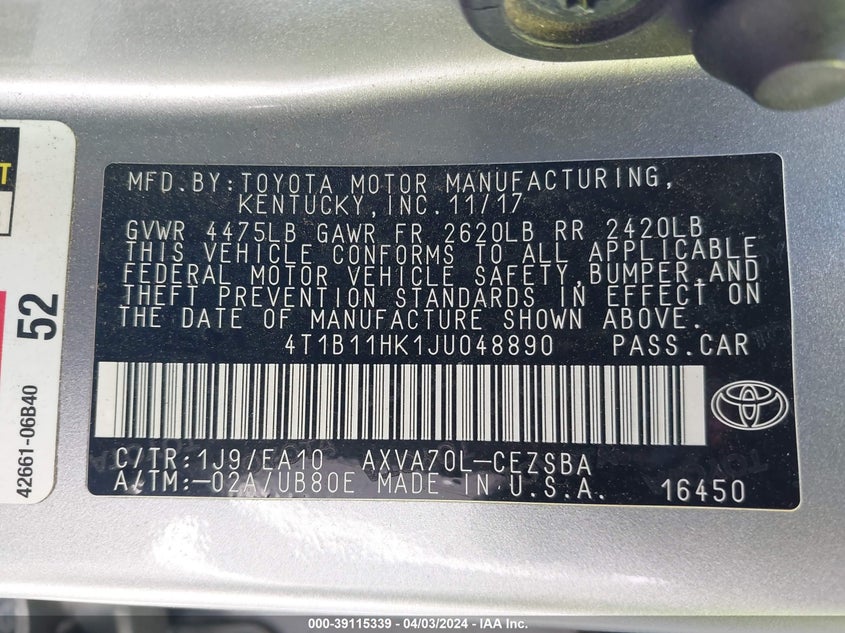 MFD.BY:TOYOTA MOTOR MANUFACTURING,
KENTUCKY,INC.11/17
GVWR 4475LB GAWR FR 2620LB RR 2420LB
THIS VEHICLE CONFORMS TO ALL APPLICABLE
FEDERAL MOTOR VEHICLE SAFETY,BUMPER,AND
THEFT PREVENTION STANDARDS IN EFFECT ON
THE DATE OF MANUFACTURE SHOWN ABOVE.
4T1B11HK1JU048890 PASS.CAR
C/TR:1J9/EA10 AXVA70L-CEZSBA
A/TM:-02A/UB80E MADE IN U.S.A. 16450
52
42661-06B40
000-39115339 - 04/03/2024 - IAA Inc.